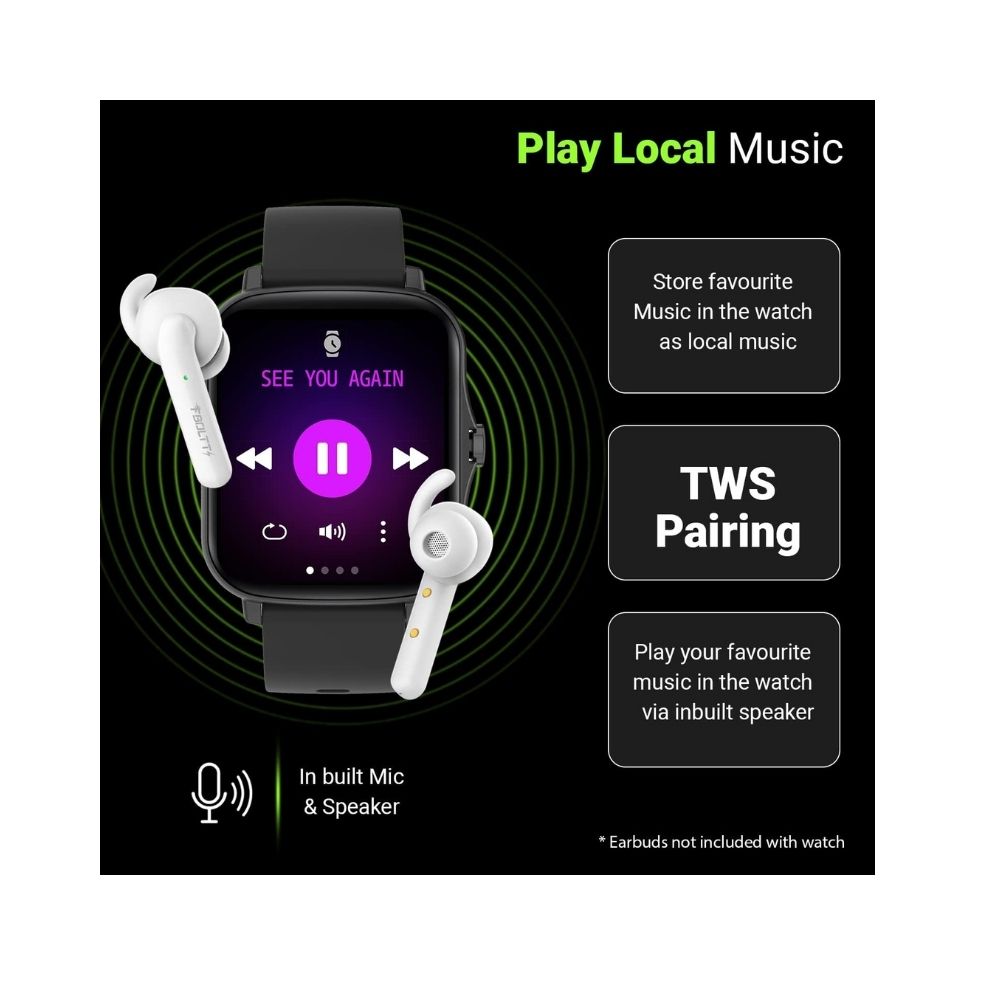 Play Local Music
SEE YOU AGAIN
FBOLTT
Store favourite
Music in the watch
as local music
TWS
Pairing
Play your favourite
music in the watch
via inbuilt speaker
In built Mic
& Speaker
* Earbuds not included with watch